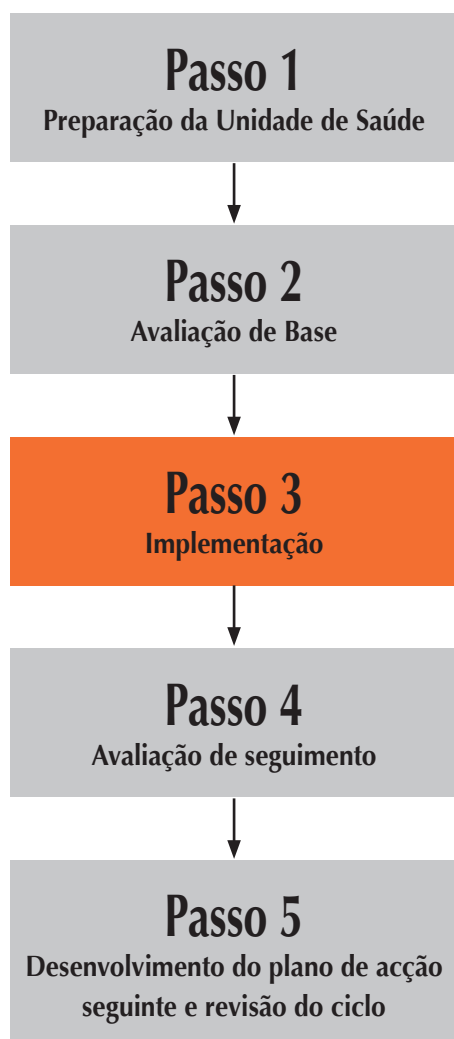 Passo 1
Preparação da Unidade de Saúde
Passo 2
Avaliação de Base
Passo 3
Implementação
Passo 4
Avaliação de seguimento
Passo 5
Desenvolvimento do plano de acção
seguinte e revisão do ciclo